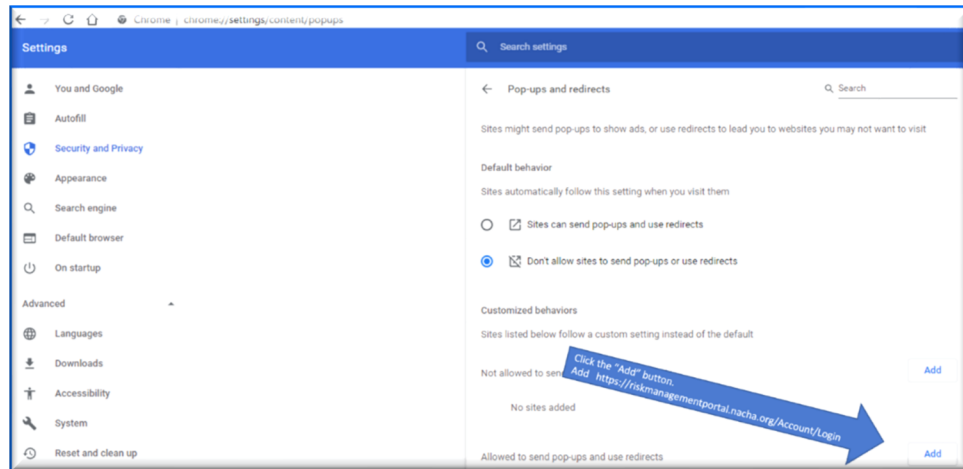 Chrome | chrome://settings/content/popups
Settings
Search settings
You and Google
Autofill
Security and Privacy
Appearance
Search engine
Default browser
On startup
Advanced
Languages
Downloads
Accessibility
System
Reset and clean up
Pop-ups and redirects
Search
Sites might send pop-ups to show ads, or use redirects to lead you to websites you may not want to visit
Default behavior
Sites automatically follow this setting when you visit them
Sites can send pop-ups and use redirects
Don't allow sites to send pop-ups or use redirects
Customized behaviors
Sites listed below follow a custom setting instead of the default
Not allowed to sen
Add
Click the "Add" button.
Add https://riskmanagementportal.nacha.org/Account/Login
No sites added
Allowed to send pop-ups and use redirects
Add